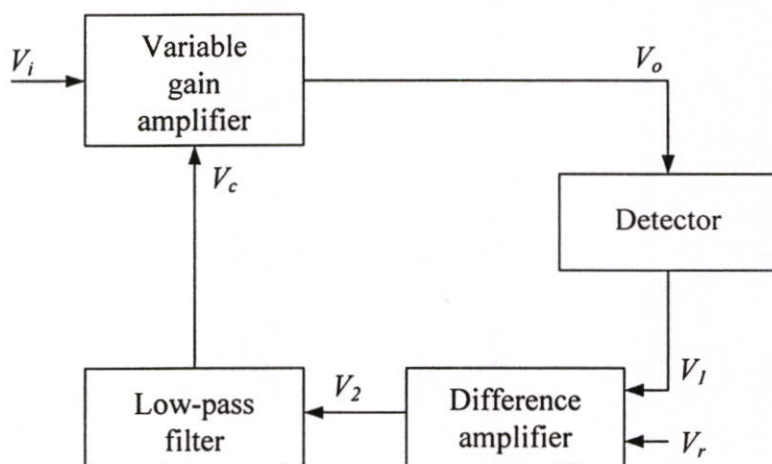 V_i
Variable
gain
amplifier
V_o
V_c
Detector
V_1
V_2
Low-pass
filter
Difference
amplifier
V_r